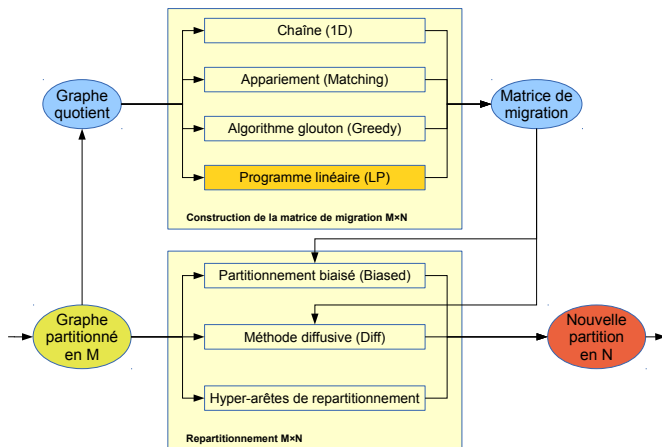 Chaîne (1D)
Appariement (Matching)
Algorithme glouton (Greedy)
Programme linéaire (LP)
Construction de la matrice de migration M×N
Graphe
quotient
Matrice de
migration
Partitionnement biaisé (Biased)
Méthode diffusive (Diff)
Hyper-arêtes de repartitionnement
Repartitionnement M×N
Graphe
partitionné
en M
Nouvelle
partition
en N